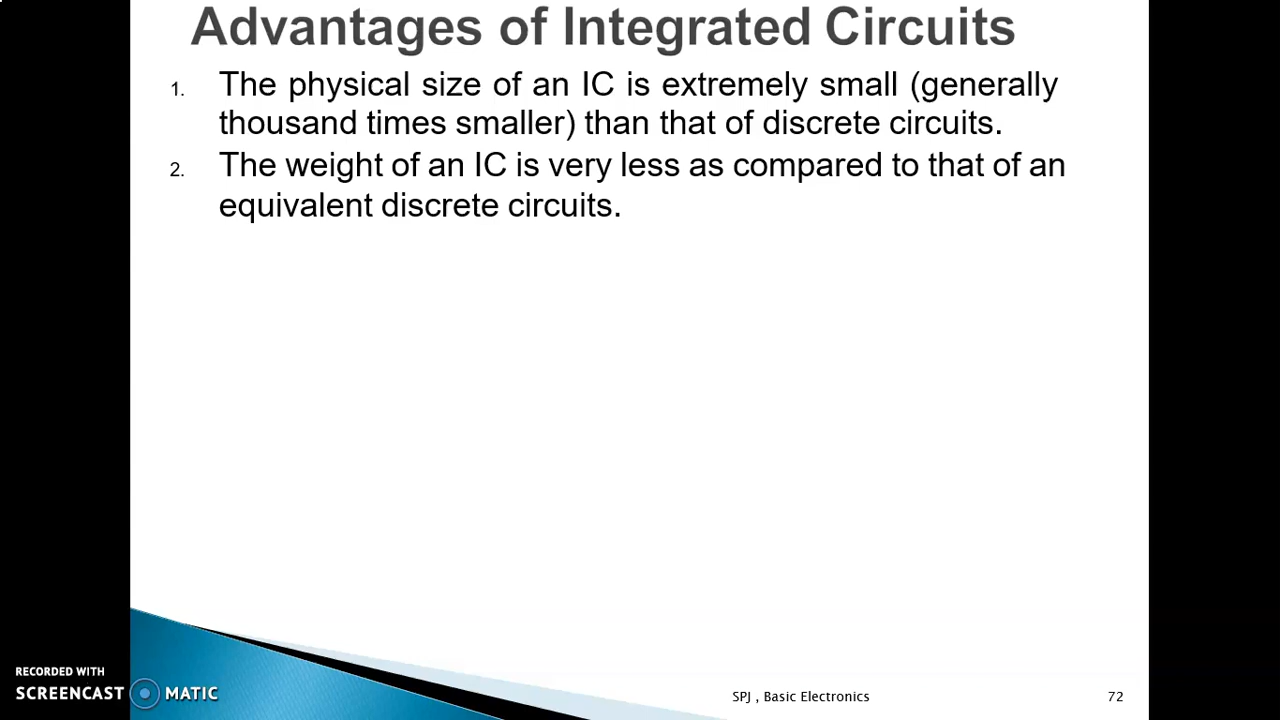 Advantages of Integrated Circuits
1. The physical size of an IC is extremely small (generally
thousand times smaller) than that of discrete circuits.
2. The weight of an IC is very less as compared to that of an
equivalent discrete circuits.
RECORDED WITH
SCREENCAST MATIC
SPJ , Basic Electronics 72